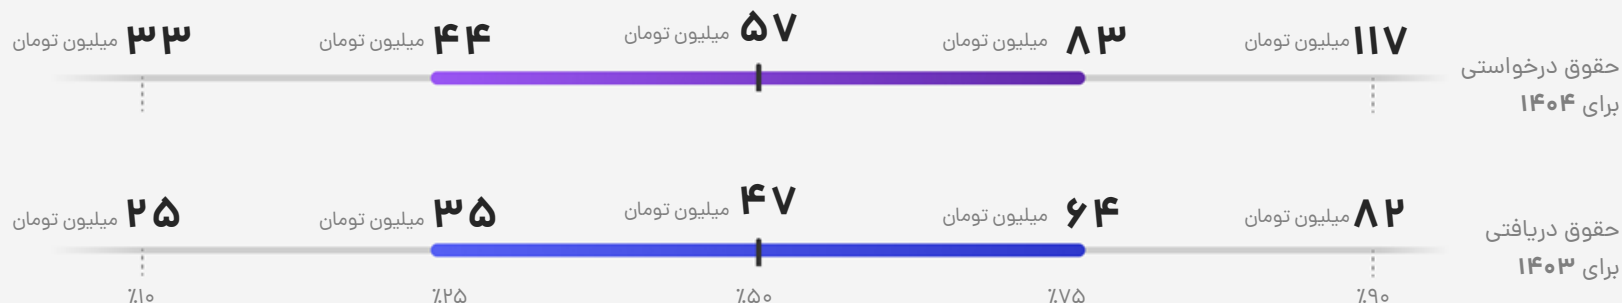 حقوق درخواستی
برای ۱۴۰۴
۳۳ میلیون تومان
۴۴ میلیون تومان
۵۷ میلیون تومان
۸۳ میلیون تومان
۱۱۷ میلیون تومان
حقوق دریافتی
برای ۱۴۰۳
۲۵ میلیون تومان
۳۵ میلیون تومان
۴۷ میلیون تومان
۶۴ میلیون تومان
۸۲ میلیون تومان
٪۱۰
٪۲۵
٪۵۰
٪۷۵
٪۹۰